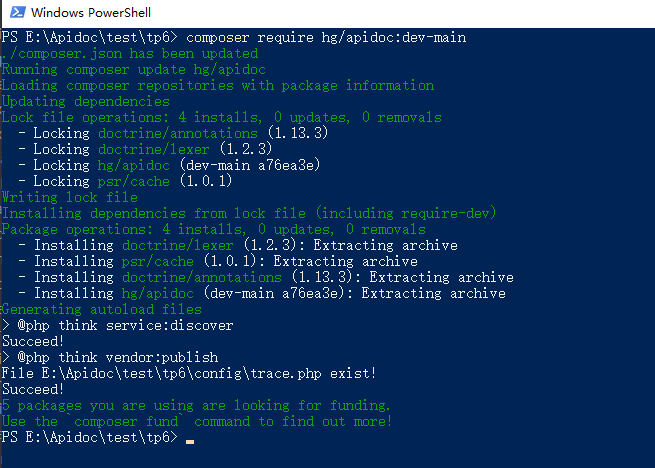 Windows PowerShell
PS E:\Apidoc\test\tp6> composer require hg/apidoc:dev-main
./composer.json has been updated
Running composer update hg/apidoc
Loading composer repositories with package information
Updating dependencies
Lock file operations: 4 installs, 0 updates, 0 removals
  - Locking doctrine/annotations (1.13.3)
  - Locking doctrine/lexer (1.2.3)
  - Locking hg/apidoc (dev-main a76ea3e)
  - Locking psr/cache (1.0.1)
Writing lock file
Installing dependencies from lock file (including require-dev)
Package operations: 4 installs, 0 updates, 0 removals
  - Installing doctrine/lexer (1.2.3): Extracting archive
  - Installing psr/cache (1.0.1): Extracting archive
  - Installing doctrine/annotations (1.13.3): Extracting archive
  - Installing hg/apidoc (dev-main a76ea3e): Extracting archive
Generating autoload files
> @php think service:discover
Succeed!
> @php think vendor:publish
File E:\Apidoc\test\tp6\config\trace.php exist!
Succeed!
5 packages you are using are looking for funding.
Use the `composer fund` command to find out more!
PS E:\Apidoc\test\tp6>